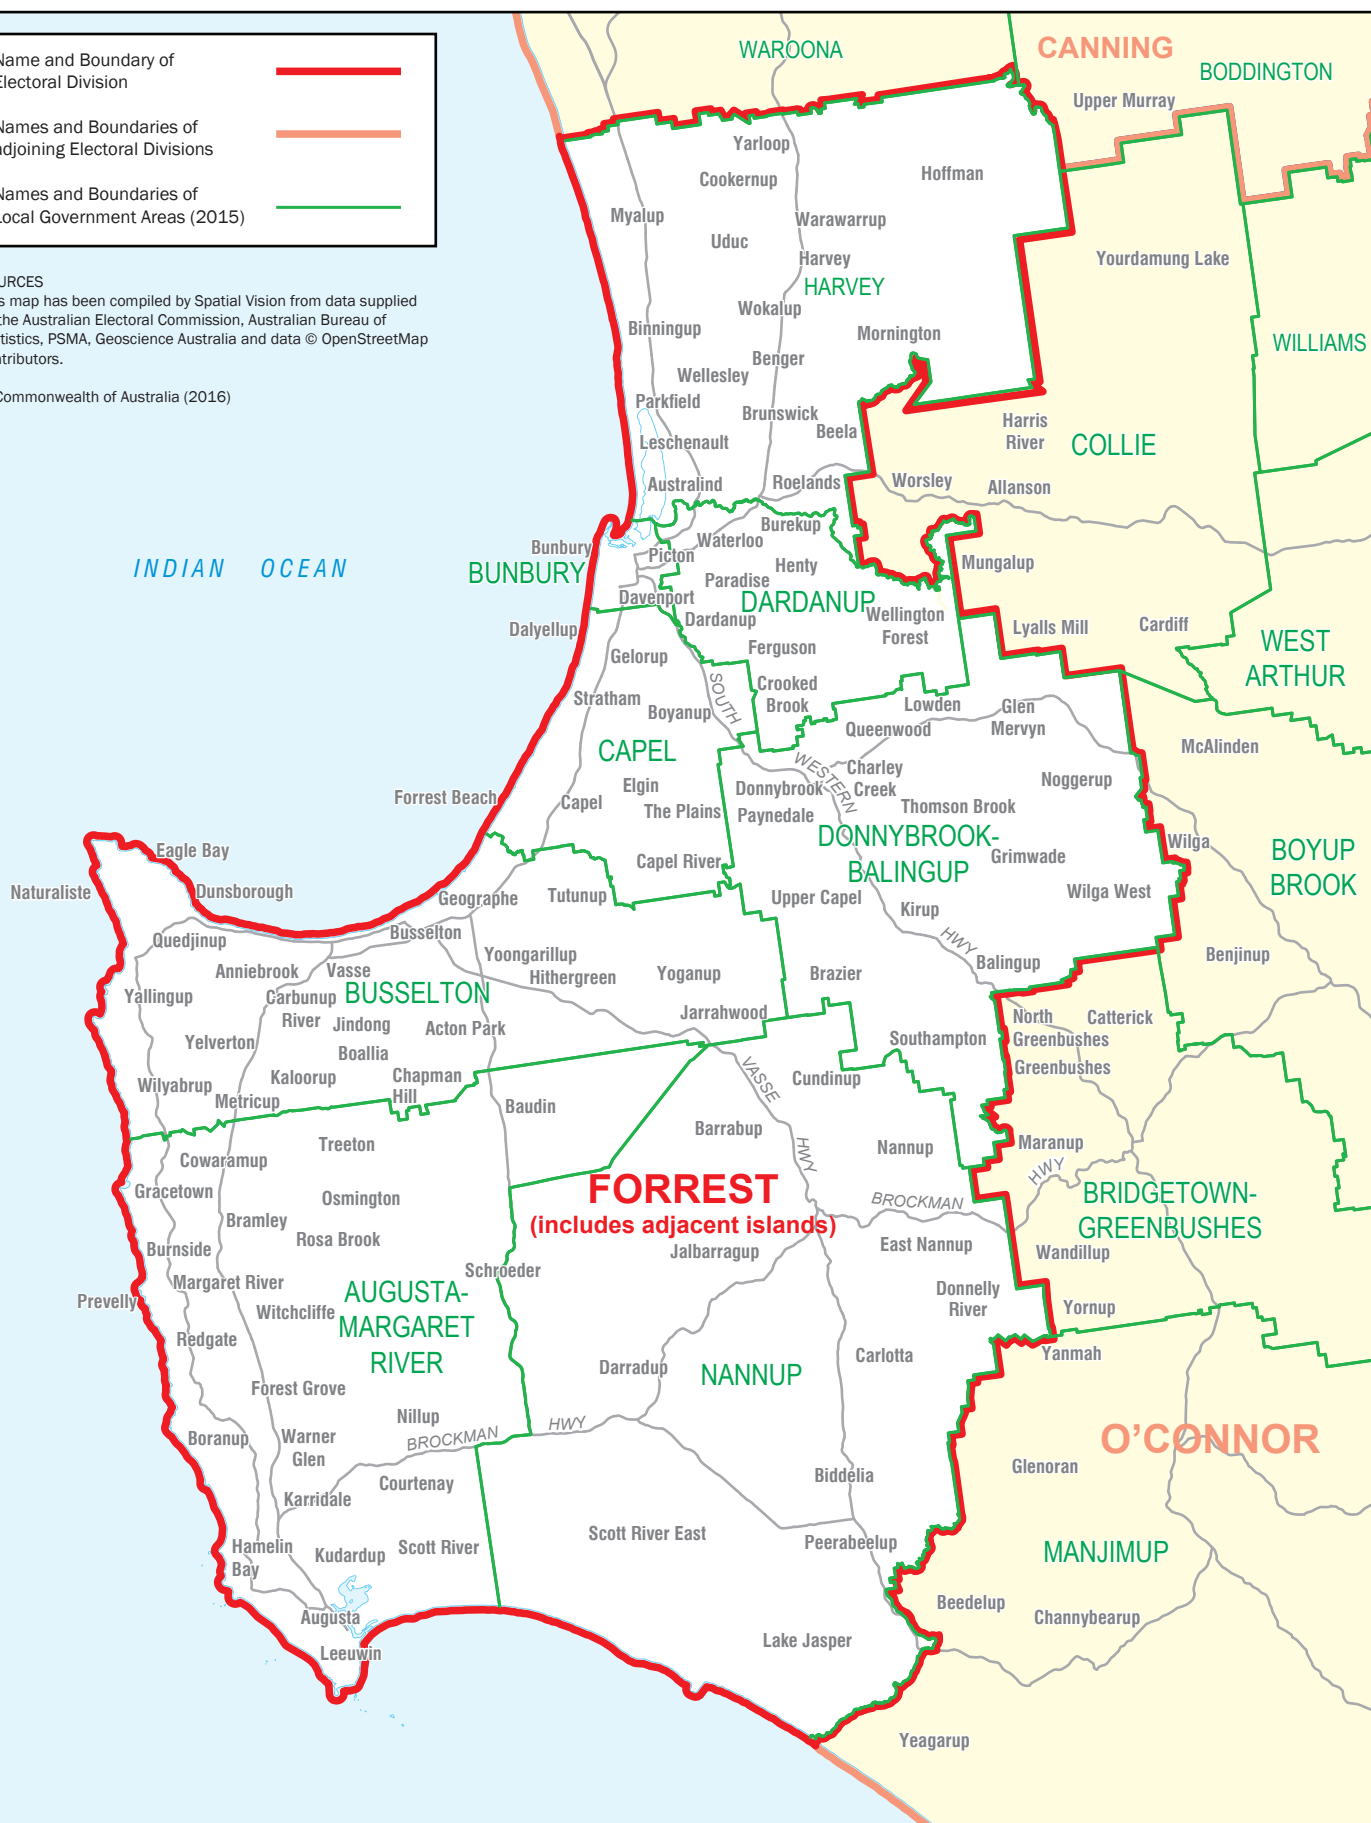 Name and Boundary of
Electoral Division
Names and Boundaries of
adjoining Electoral Divisions
Names and Boundaries of
Local Government Areas (2015)
URCES
s map has been compiled by Spatial Vision from data supplied
the Australian Electoral Commission, Australian Bureau of
tistics, PSMA, Geoscience Australia and data © OpenStreetMap
ntributors.
Commonwealth of Australia (2016)
WAROONA
CANNING
BODDINGTON
Upper Murray
Yarloop
Hoffman
Cookernup
Myalup
Warawarrup
Uduc
Harvey
Yourdamung Lake
HARVEY
Wokalup
Binningup
Mornington
WILLIAMS
Benger
Wellesley
Parkfield
Brunswick
Beela
Harris
River
COLLIE
Leschenault
Australind
Roelands
Worsley
Allanson
Burekup
Waterloo
Bunbury
Picton
INDIAN OCEAN
BUNBURY
Henty
Mungalup
Paradise
Davenport
DARDANUP
Dardanup
Wellington
Forest
Dalyellup
Lyalls Mill
Cardiff
WEST
ARTHUR
Gelorup
Ferguson
Stratham
SOUTH
Crooked
Brook
Boyanup
Lowden
Glen
Mervyn
Queenwood
CAPEL
McAlinden
WESTERN
Charley
Creek
Noggerup
Elgin
Donnybrook
Forrest Beach
Capel
The Plains
Paynedale
Thomson Brook
DONNYBROOK-
BALINGUP
Wilga
Eagle Bay
Capel River
Grimwade
BOYUP
BROOK
Naturaliste
Dunsborough
Geographe
Tutunup
Upper Capel
Wilga West
Kirup
Quedjinup
Busselton
HWY
Yoongarillup
Benjinup
Anniebrook
Vasse
Hithergreen
Yoganup
Brazier
Balingup
Yallingup
Carbunup
River
BUSSELTON
Jarrahwood
North
Greenbushes
Catterick
Jindong
Acton Park
Yelverton
Southampton
Boallia
VASSE
Greenbushes
Kaloorup
Chapman
Hill
Cundinup
Wilyabrup
Metricup
Baudin
Barrabup
Treeton
HWY
Nannup
Maranup
Cowaramup
HWY
Gracetown
Osmington
FORREST
(includes adjacent islands)
BROCKMAN
BRIDGETOWN-
GREENBUSHES
Bramley
Rosa Brook
Burnside
Jalbarragup
East Nannup
Wandillup
Schroeder
Margaret River
Prevelly
AUGUSTA-
MARGARET
RIVER
Donnelly
River
Witchcliffe
Yornup
Redgate
Carlotta
Yanmah
Darradup
NANNUP
Forest Grove
Nillup
Boranup
Warner
Glen
BROCKMAN
HWY
O'CONNOR
Glenoran
Courtenay
Biddelia
Karridale
Scott River East
Peerabeelup
Hamelin
Bay
Kudardup
Scott River
MANJIMUP
Beedelup
Channybearup
Augusta
Lake Jasper
Leeuwin
Yeagarup